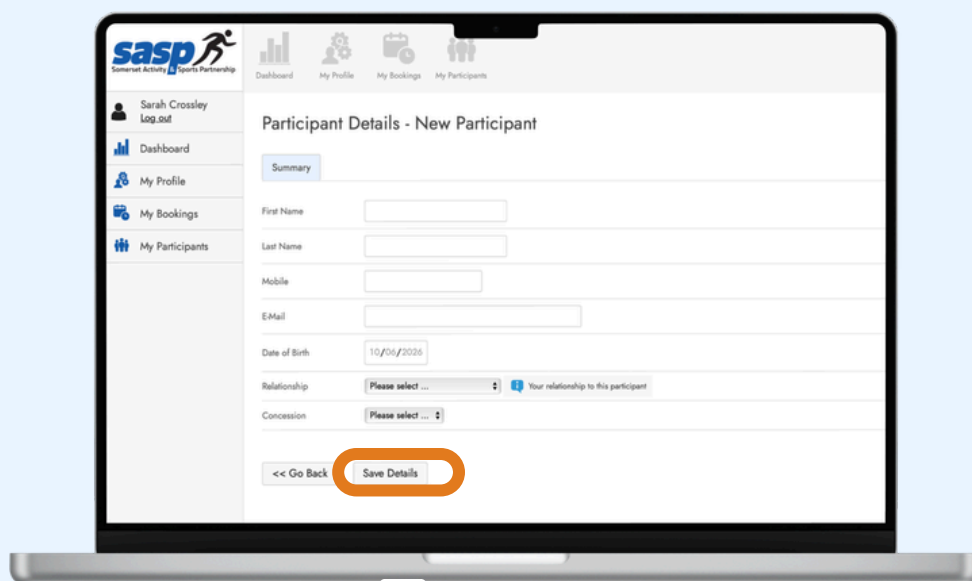 sasp
Somerset Activity & Sports Partnership
Dashboard My Profile My Bookings My Participants
Sarah Crossley
Log out
Dashboard
My Profile
My Bookings
My Participants
Participant Details - New Participant
Summary
First Name
Last Name
Mobile
E-Mail
Date of Birth 10/06/2026
Relationship Please select ... Your relationship to this participant
Concession Please select ...
<< Go Back Save Details